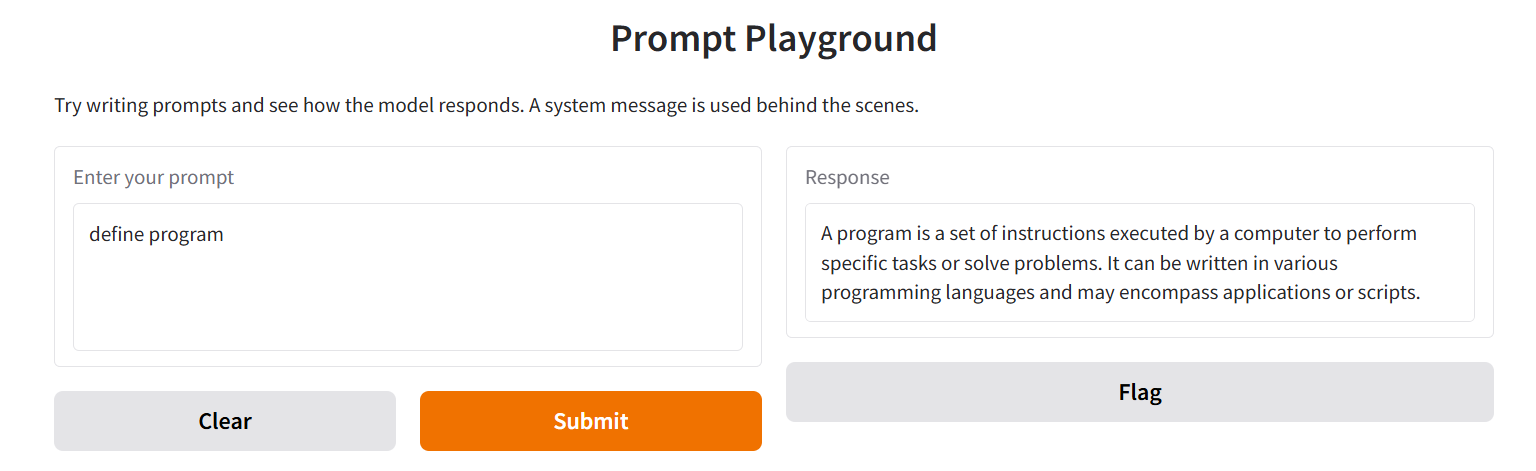 Prompt Playground
Try writing prompts and see how the model responds. A system message is used behind the scenes.
Enter your prompt
define program
Clear
Submit
Response
A program is a set of instructions executed by a computer to perform
specific tasks or solve problems. It can be written in various
programming languages and may encompass applications or scripts.
Flag